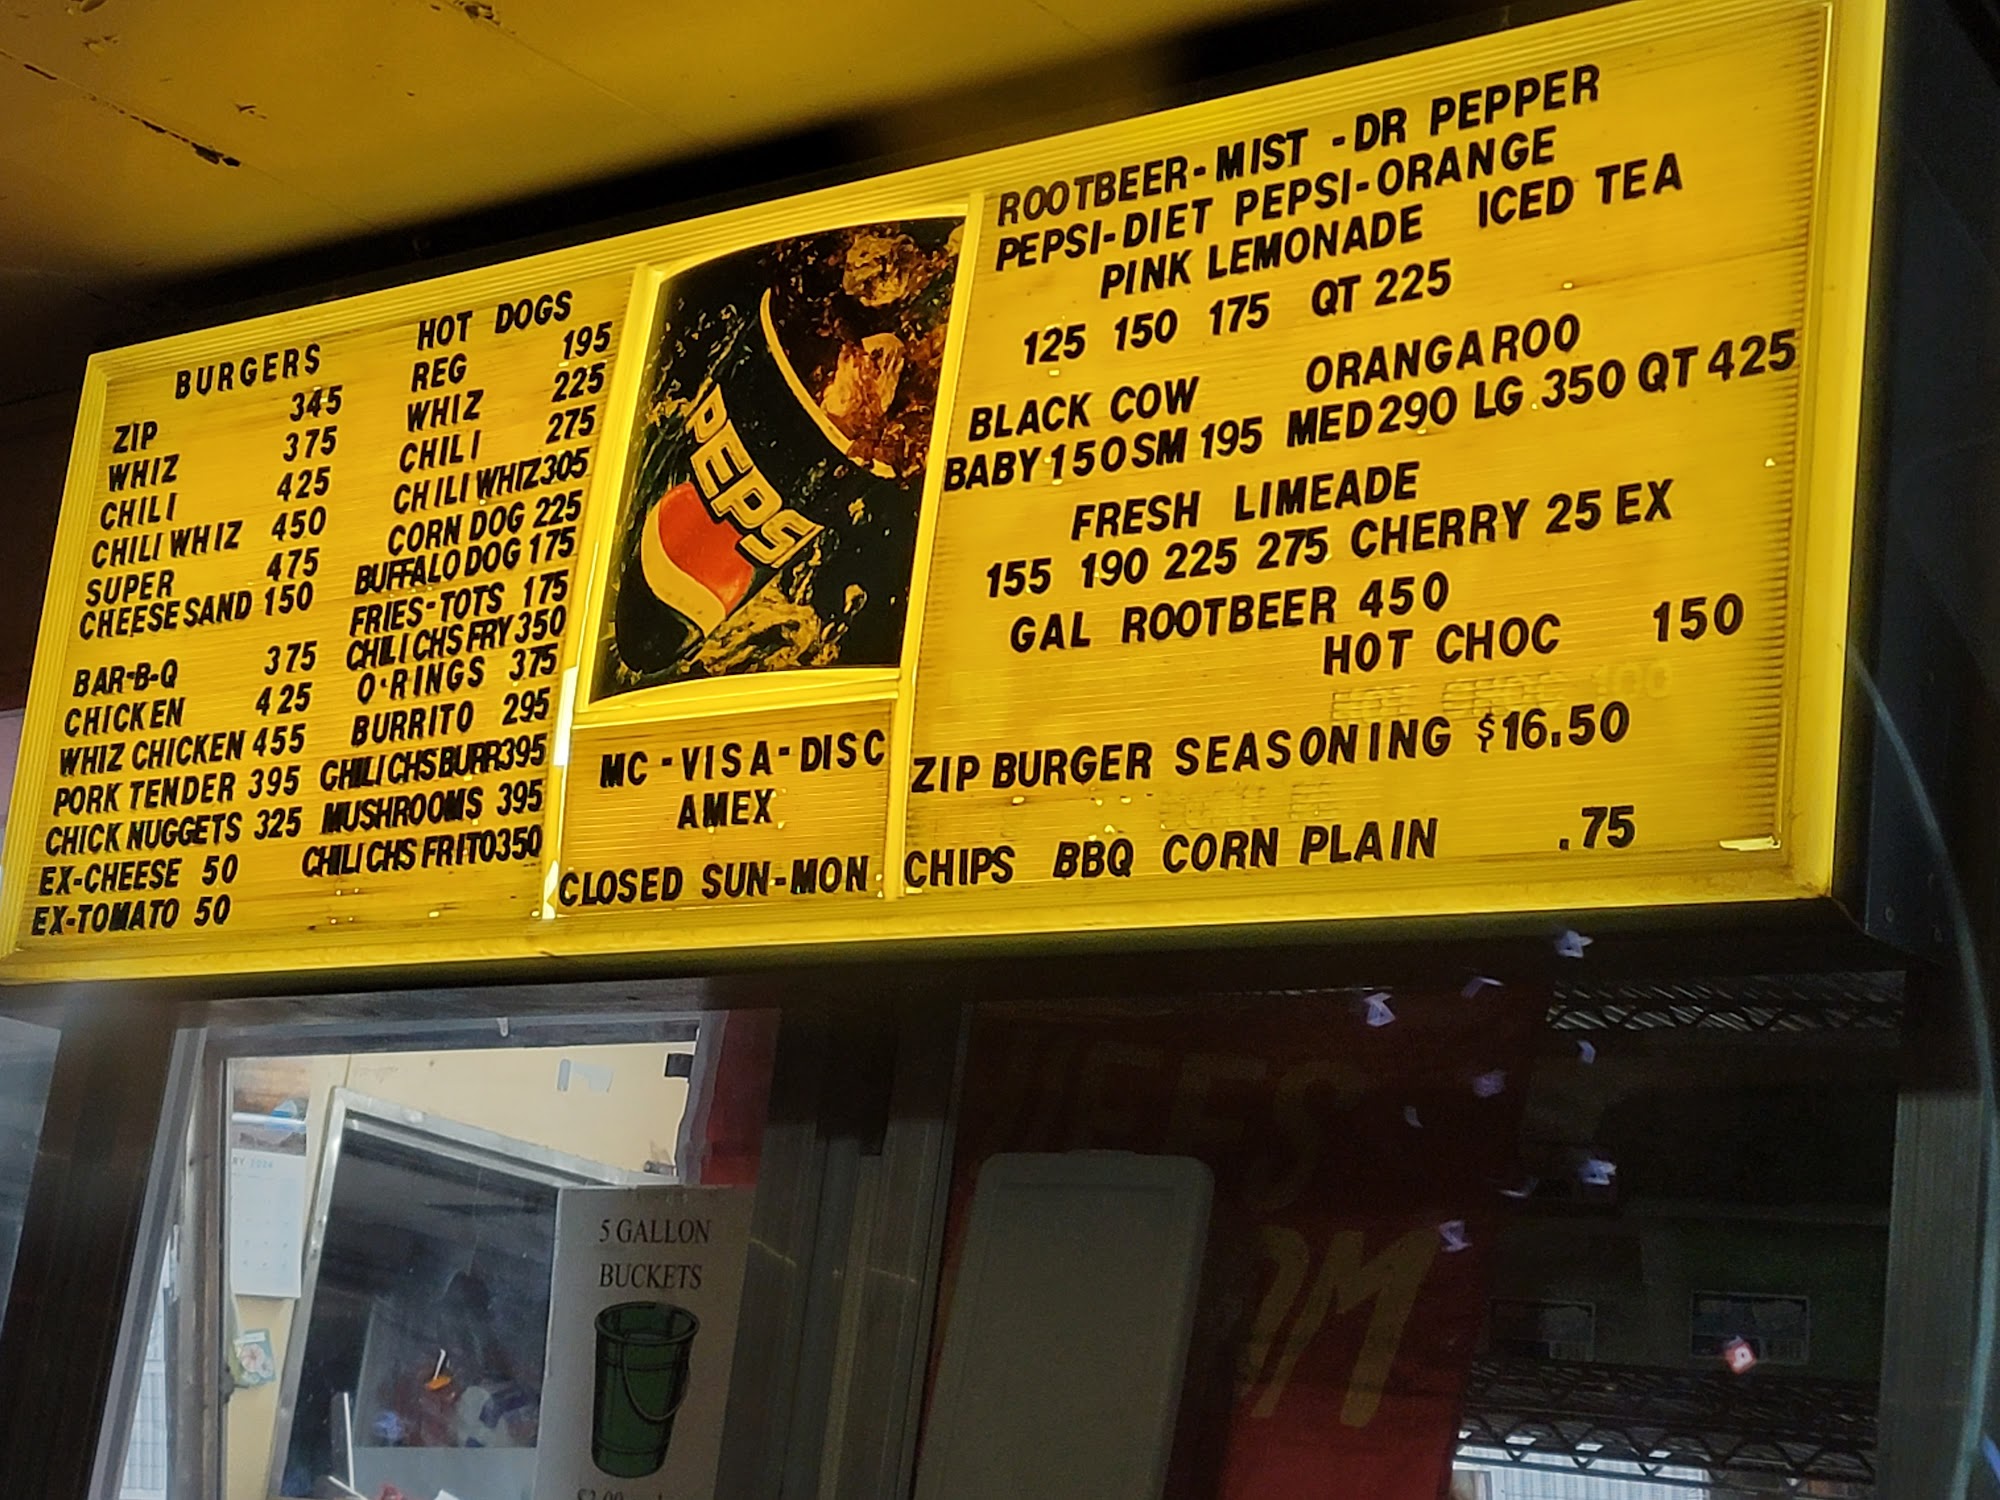 BURGERS
ZIP 345
WHIZ 375
CHILI 425
CHILI WHIZ 450
SUPER 475
CHEESE SAND 150
BAR-B-Q 375
CHICKEN 425
WHIZ CHICKEN 455
PORK TENDER 395
CHICK NUGGETS 325
EX-CHEESE 50
EX-TOMATO 50
HOT DOGS
REG 195
WHIZ 225
CHILI 275
CHILI WHIZ 305
CORN DOG 225
BUFFALO DOG 175
FRIES-TOTS 175
CHILI CHS FRY 350
O'RINGS 375
BURRITO 295
CHILI CHS BURR 395
MUSHROOMS 395
CHILI CHS FRITO 350
PEPSI
MC - VISA - DISC
AMEX
CLOSED SUN-MON
ROOTBEER - MIST - DR PEPPER
PEPSI-DIET PEPSI-ORANGE
PINK LEMONADE ICED TEA
125 150 175 QT 225
BLACK COW ORANGAROO
BABY 150 SM 195 MED 290 LG 350 QT 425
FRESH LIMEADE
155 190 225 275 CHERRY 25 EX
GAL ROOTBEER 450
HOT CHOC 150
HOT CHOC 100
ZIP BURGER SEASONING $16.50
CHIPS BBQ CORN PLAIN .75
5 GALLON
BUCKETS